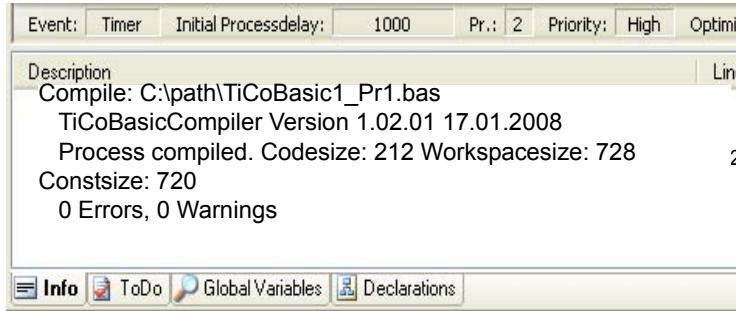 Event: Timer Initial Processdelay: 1000 Pr.: 2 Priority: High
Description
Compile: C:\path\TiCoBasic1_Pr1.bas
TiCoBasicCompiler Version 1.02.01 17.01.2008
Process compiled. Codesize: 212 Workspacesize: 728
Constsize: 720
0 Errors, 0 Warnings
Info ToDo Global Variables Declarations